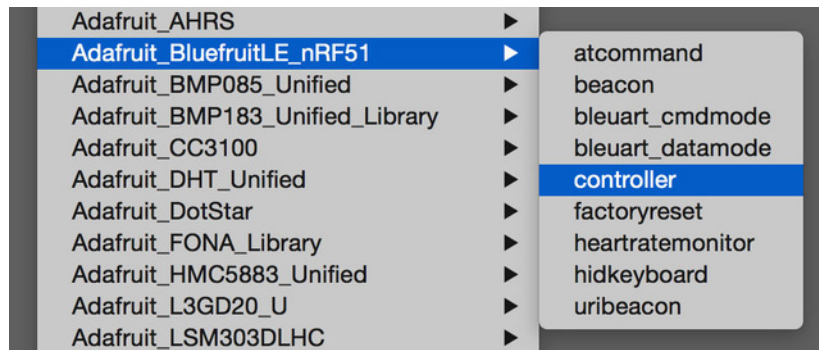 Adafruit_AHRS
Adafruit_BluefruitLE_nRF51
Adafruit_BMP085_Unified
Adafruit_BMP183_Unified_Library
Adafruit_CC3100
Adafruit_DHT_Unified
Adafruit_DotStar
Adafruit_FONA_Library
Adafruit_HMC5883_Unified
Adafruit_L3GD20_U
Adafruit_LSM303DLHC
atcommand
beacon
bleuart_cmdmode
bleuart_datamode
controller
factoryreset
heartratemonitor
hidkeyboard
uribeacon